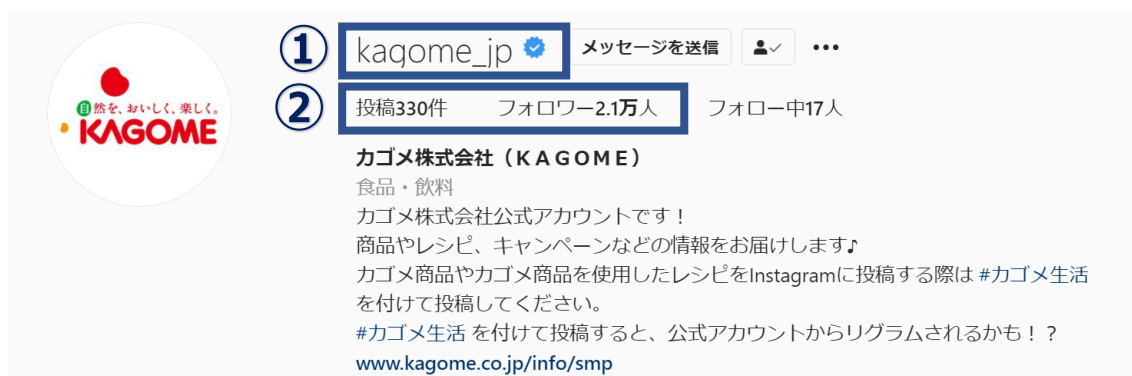 ① kagome_jp メッセージを送信
② 投稿330件 フォロワー2.1万人 フォロー中17人
自然を、おいしく、楽しく。
KAGOME
カゴメ株式会社（ＫＡＧＯＭＥ）
食品・飲料
カゴメ株式会社公式アカウントです！
商品やレシピ、キャンペーンなどの情報をお届けします♪
カゴメ商品やカゴメ商品を使用したレシピをInstagramに投稿する際は #カゴメ生活
を付けて投稿してください。
#カゴメ生活 を付けて投稿すると、公式アカウントからリグラムされるかも！？
www.kagome.co.jp/info/smp